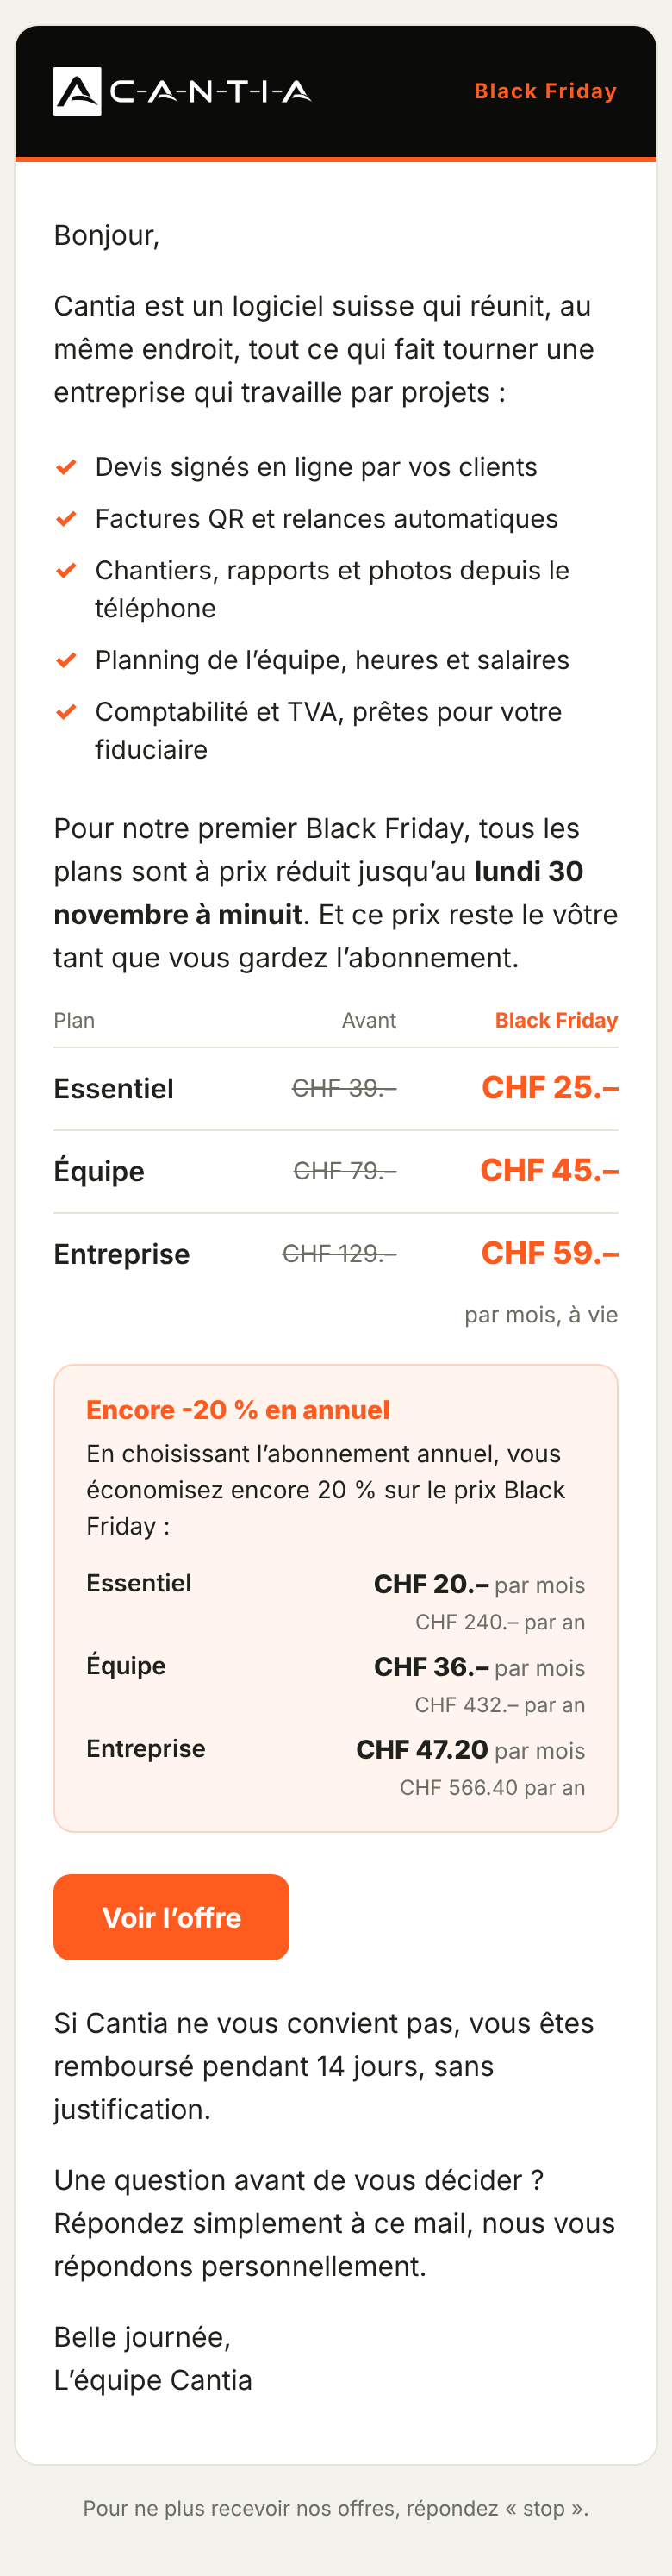 A C-A-N-T-I-A
Black Friday
Bonjour,
Cantia est un logiciel suisse qui réunit, au
même endroit, tout ce qui fait tourner une
entreprise qui travaille par projets :
Devis signés en ligne par vos clients
Factures QR et relances automatiques
Chantiers, rapports et photos depuis le
téléphone
Planning de l’équipe, heures et salaires
Comptabilité et TVA, prêtes pour votre
fiduciaire
Pour notre premier Black Friday, tous les
plans sont à prix réduit jusqu’au lundi 30
novembre à minuit. Et ce prix reste le vôtre
tant que vous gardez l’abonnement.
Plan Avant Black Friday
Essentiel CHF 39.– CHF 25.–
Équipe CHF 79.– CHF 45.–
Entreprise CHF 129.– CHF 59.–
par mois, à vie
Encore -20 % en annuel
En choisissant l’abonnement annuel, vous
économisez encore 20 % sur le prix Black
Friday :
Essentiel CHF 20.– par mois
CHF 240.– par an
Équipe CHF 36.– par mois
CHF 432.– par an
Entreprise CHF 47.20 par mois
CHF 566.40 par an
Voir l’offre
Si Cantia ne vous convient pas, vous êtes
remboursé pendant 14 jours, sans
justification.
Une question avant de vous décider ?
Répondez simplement à ce mail, nous vous
répondons personnellement.
Belle journée,
L’équipe Cantia
Pour ne plus recevoir nos offres, répondez « stop ».